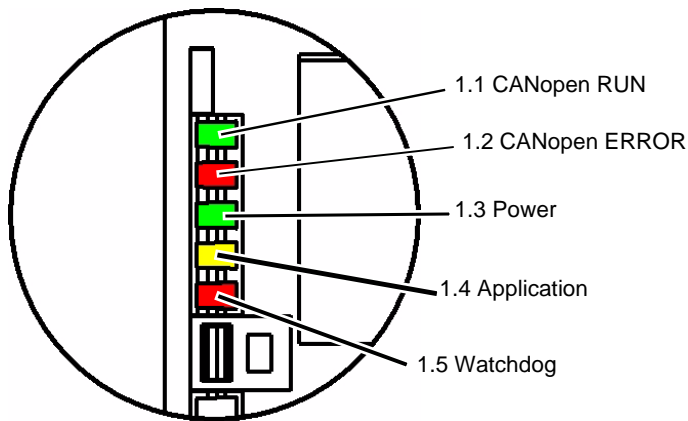 1.1 CANopen RUN
1.2 CANopen ERROR
1.3 Power
1.4 Application
1.5 Watchdog